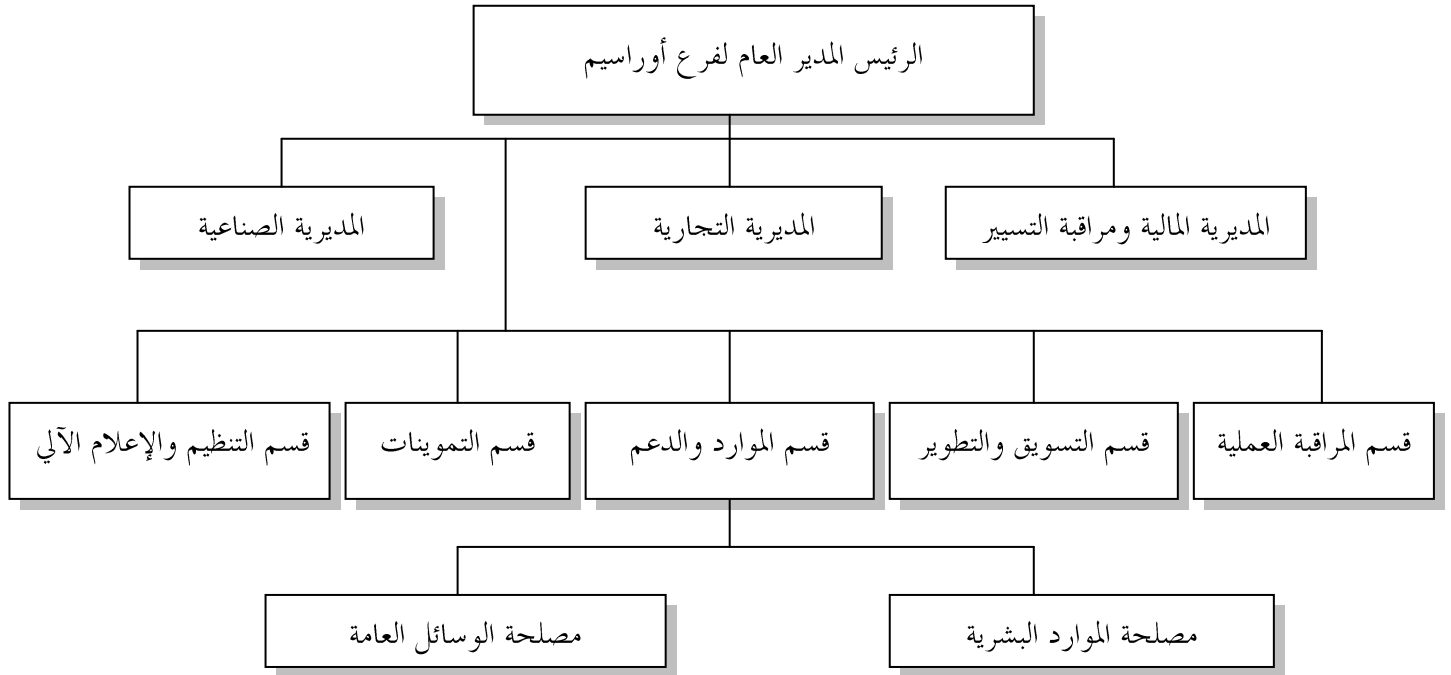 الرئيس المدير العام لفرع أوراسيم
المديرية المالية ومراقبة التسيير
المديرية التجارية
المديرية الصناعية
قسم المراقبة العملية
قسم التسويق والتطوير
قسم الموارد والدعم
قسم التموينات
قسم التنظيم والإعلام الآلي
مصلحة الموارد البشرية
مصلحة الوسائل العامة